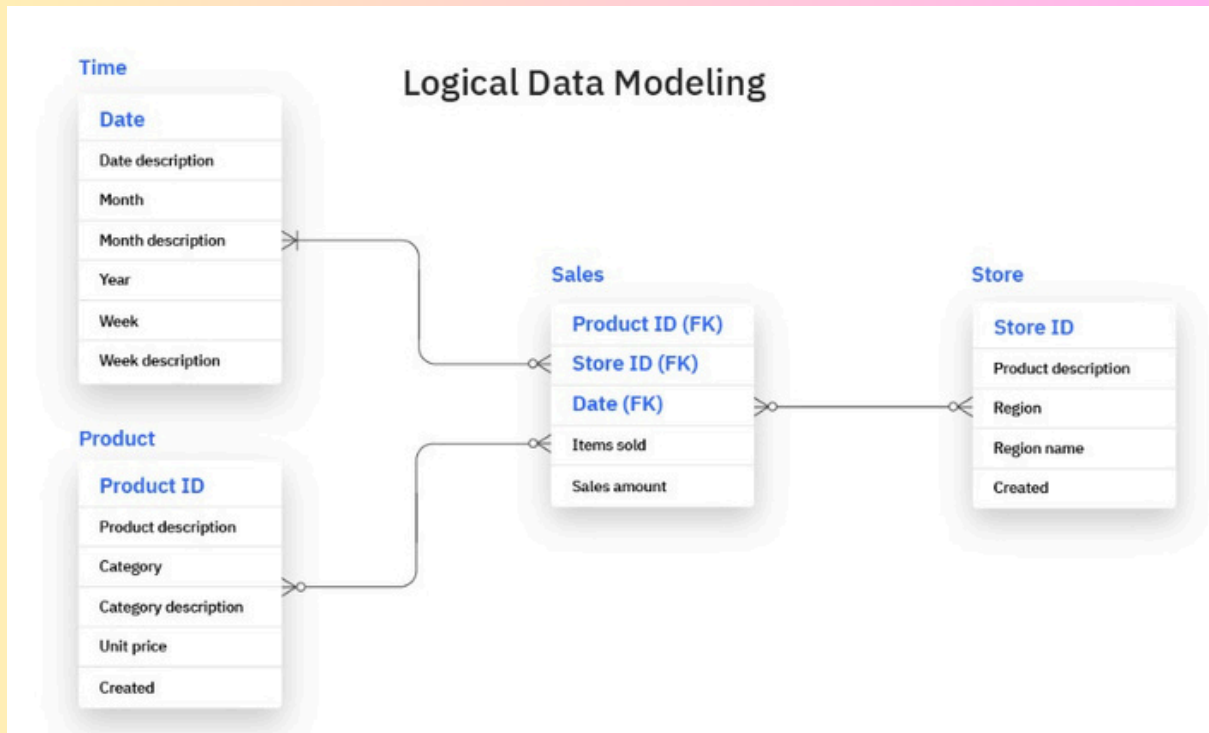 Logical Data Modeling
Time
Date
Date description
Month
Month description
Year
Week
Week description
Product
Product ID
Product description
Category
Category description
Unit price
Created
Sales
Product ID (FK)
Store ID (FK)
Date (FK)
Items sold
Sales amount
Store
Store ID
Product description
Region
Region name
Created